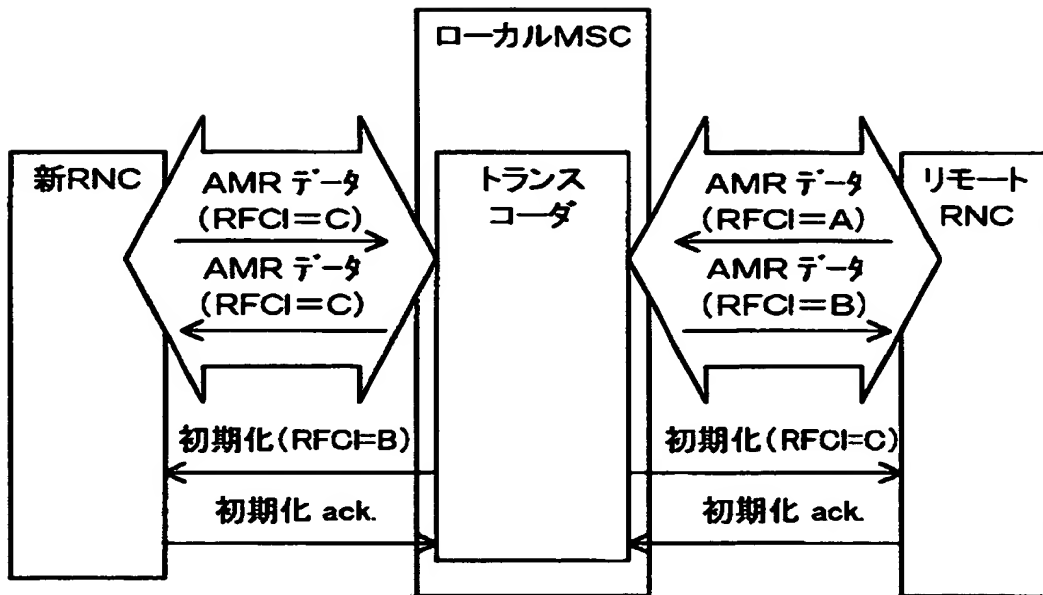 ローカルMSC
新RNC
AMR データ
(RFCI=C)
AMR データ
(RFCI=C)
トランス
コーダ
AMR データ
(RFCI=A)
AMR データ
(RFCI=B)
リモート
RNC
初期化(RFCI=B)
初期化(RFCI=C)
初期化 ack.
初期化 ack.